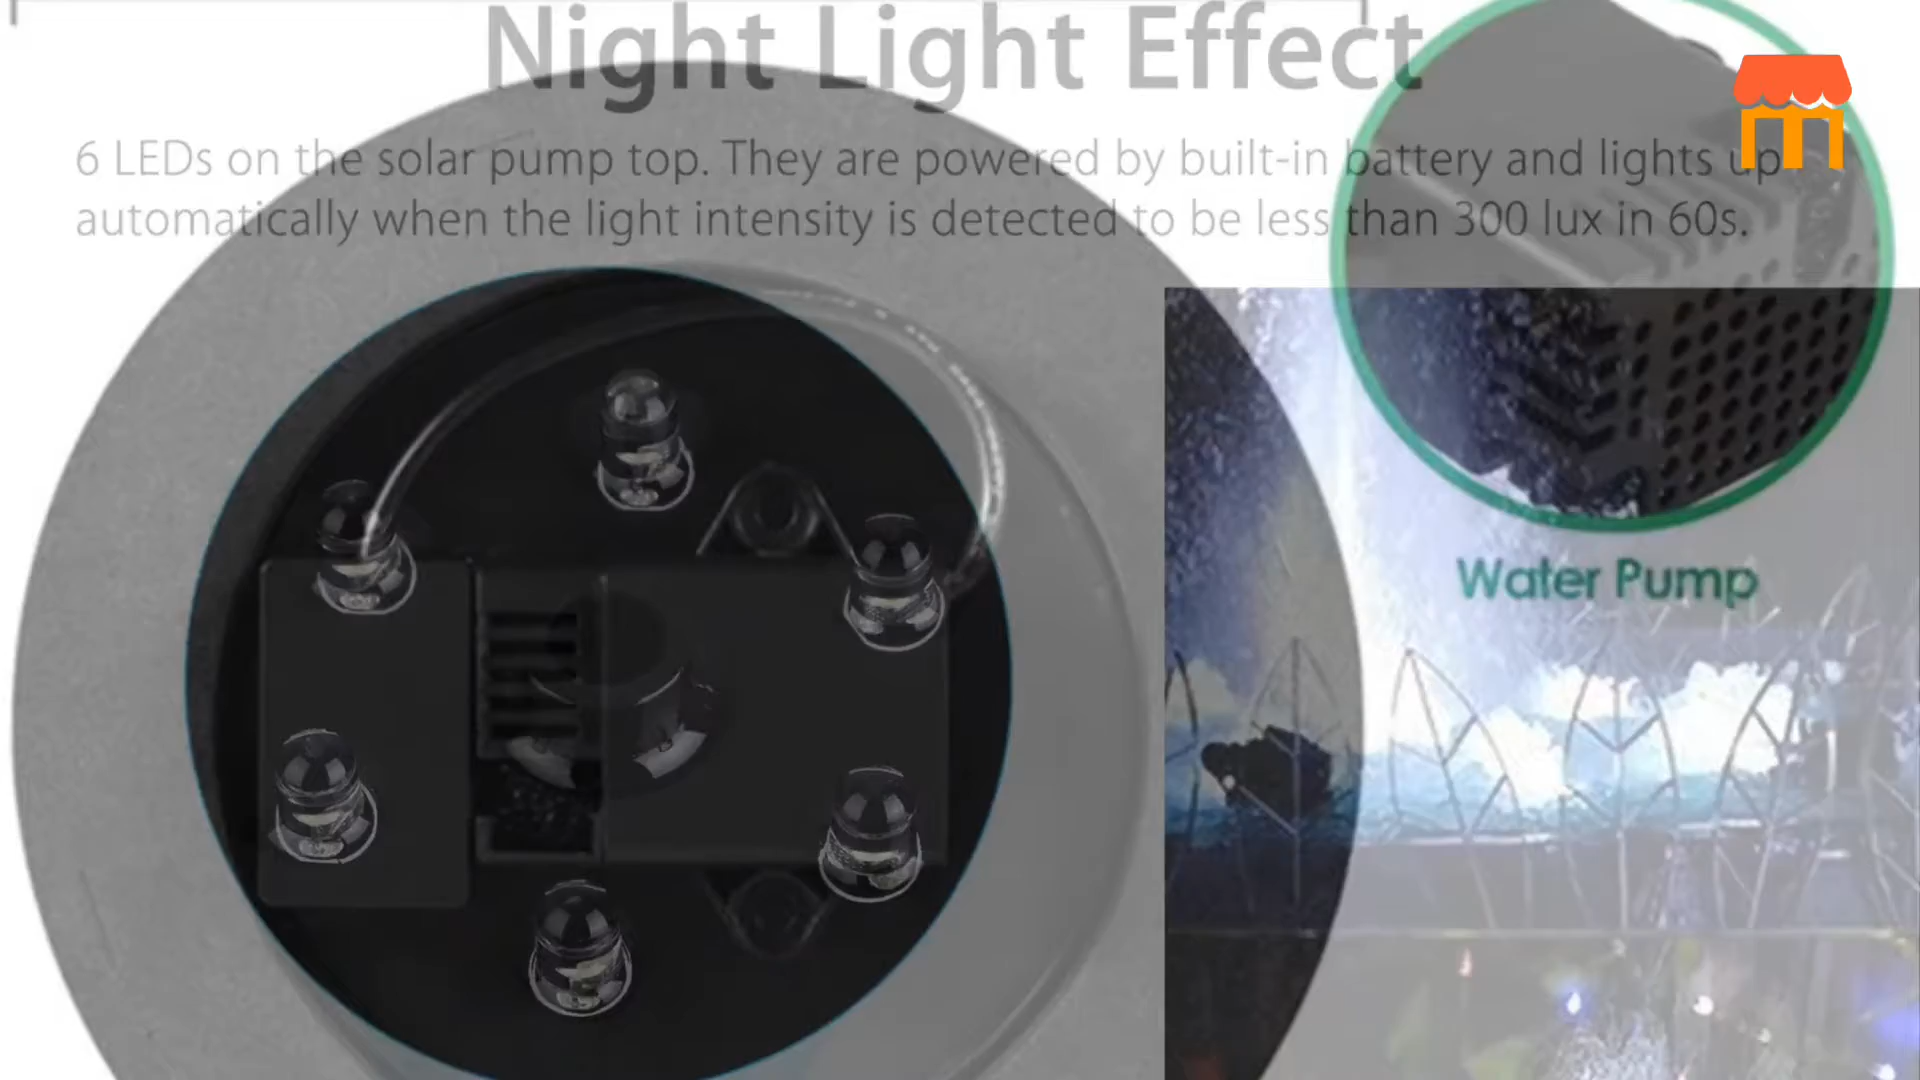 Night Light Effect
6 LEDs on the solar pump top. They are powered by built-in battery and lights up
automatically when the light intensity is detected to be less than 300 lux in 60s.
Water Pump